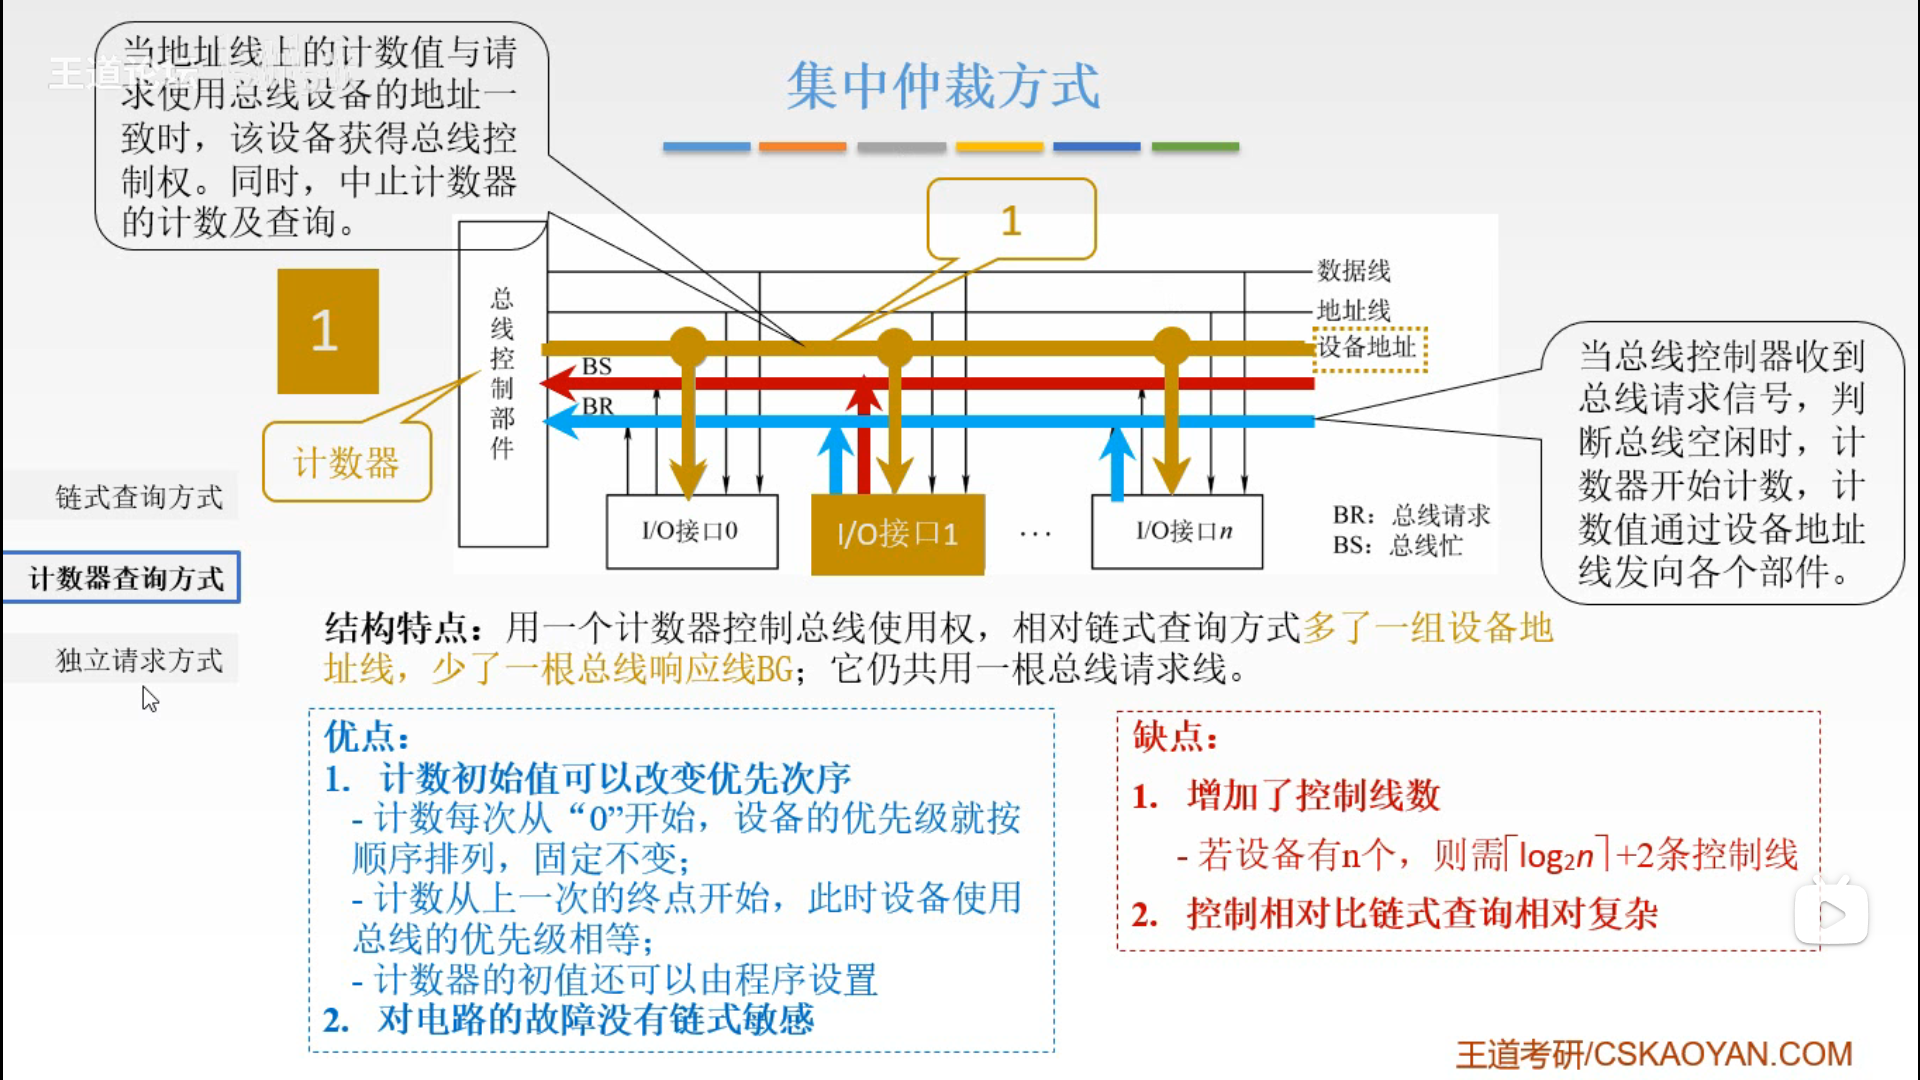 当地址线上的计数值与请
求使用总线设备的地址一
致时，该设备获得总线控
制权。同时，中止计数器
的计数及查询。
王道论坛
集中仲裁方式
1
1
总线控制部件
数据线
地址线
设备地址
BS
BR
计数器
I/O接口0
I/O接口1
…
I/O接口n
BR：总线请求
BS：总线忙
当总线控制器收到
总线请求信号，判
断总线空闲时，计
数器开始计数，计
数值通过设备地址
线发向各个部件。
链式查询方式
计数器查询方式
独立请求方式
结构特点：用一个计数器控制总线使用权，相对链式查询方式多了一组设备地
址线，少了一根总线响应线BG；它仍共用一根总线请求线。
优点：
1. 计数初始值可以改变优先次序
- 计数每次从“0”开始，设备的优先级就按
顺序排列，固定不变；
- 计数从上一次的终点开始，此时设备使用
总线的优先级相等；
- 计数器的初值还可以由程序设置
2. 对电路的故障没有链式敏感
缺点：
1. 增加了控制线数
- 若设备有n个，则需⌈log₂n⌉+2条控制线
2. 控制相对比链式查询相对复杂
王道考研/CSKAOYAN.COM